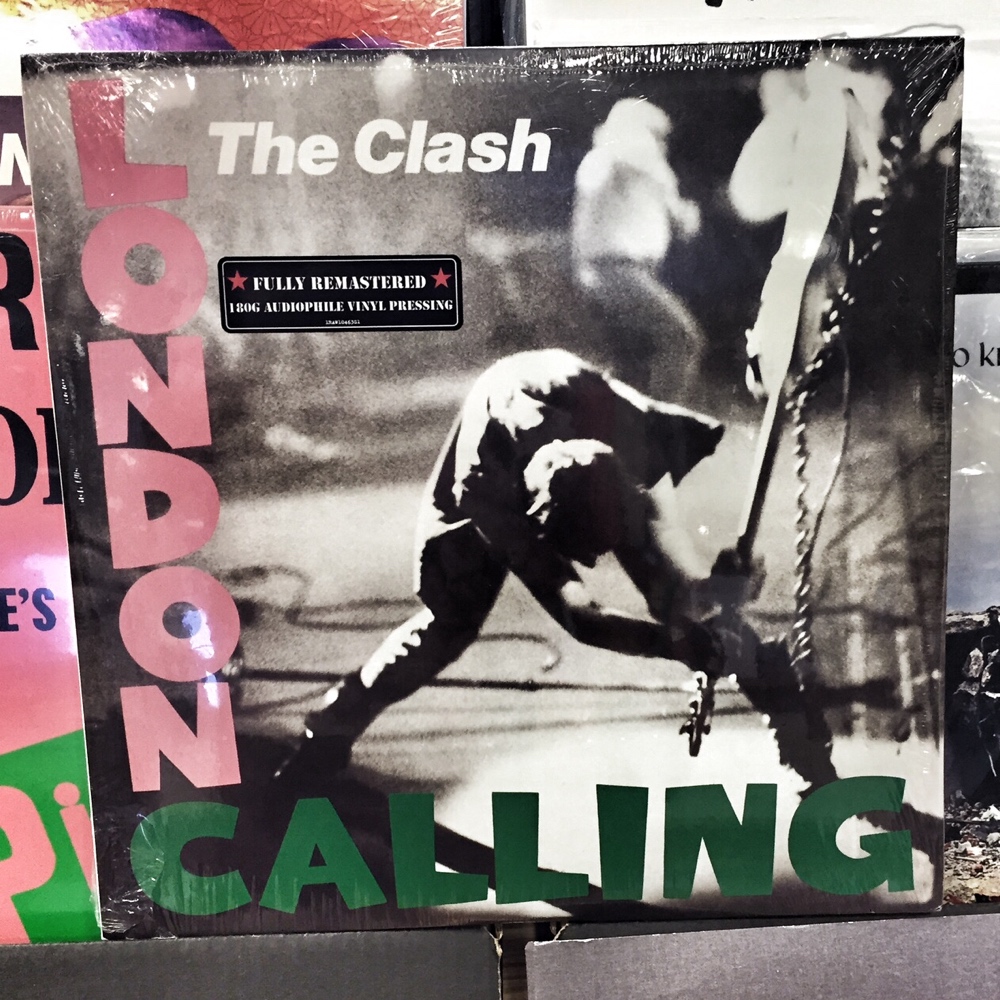 The Clash
LONDON
CALLING
FULLY REMASTERED
180G AUDIOPHILE VINYL PRESSING
E'S